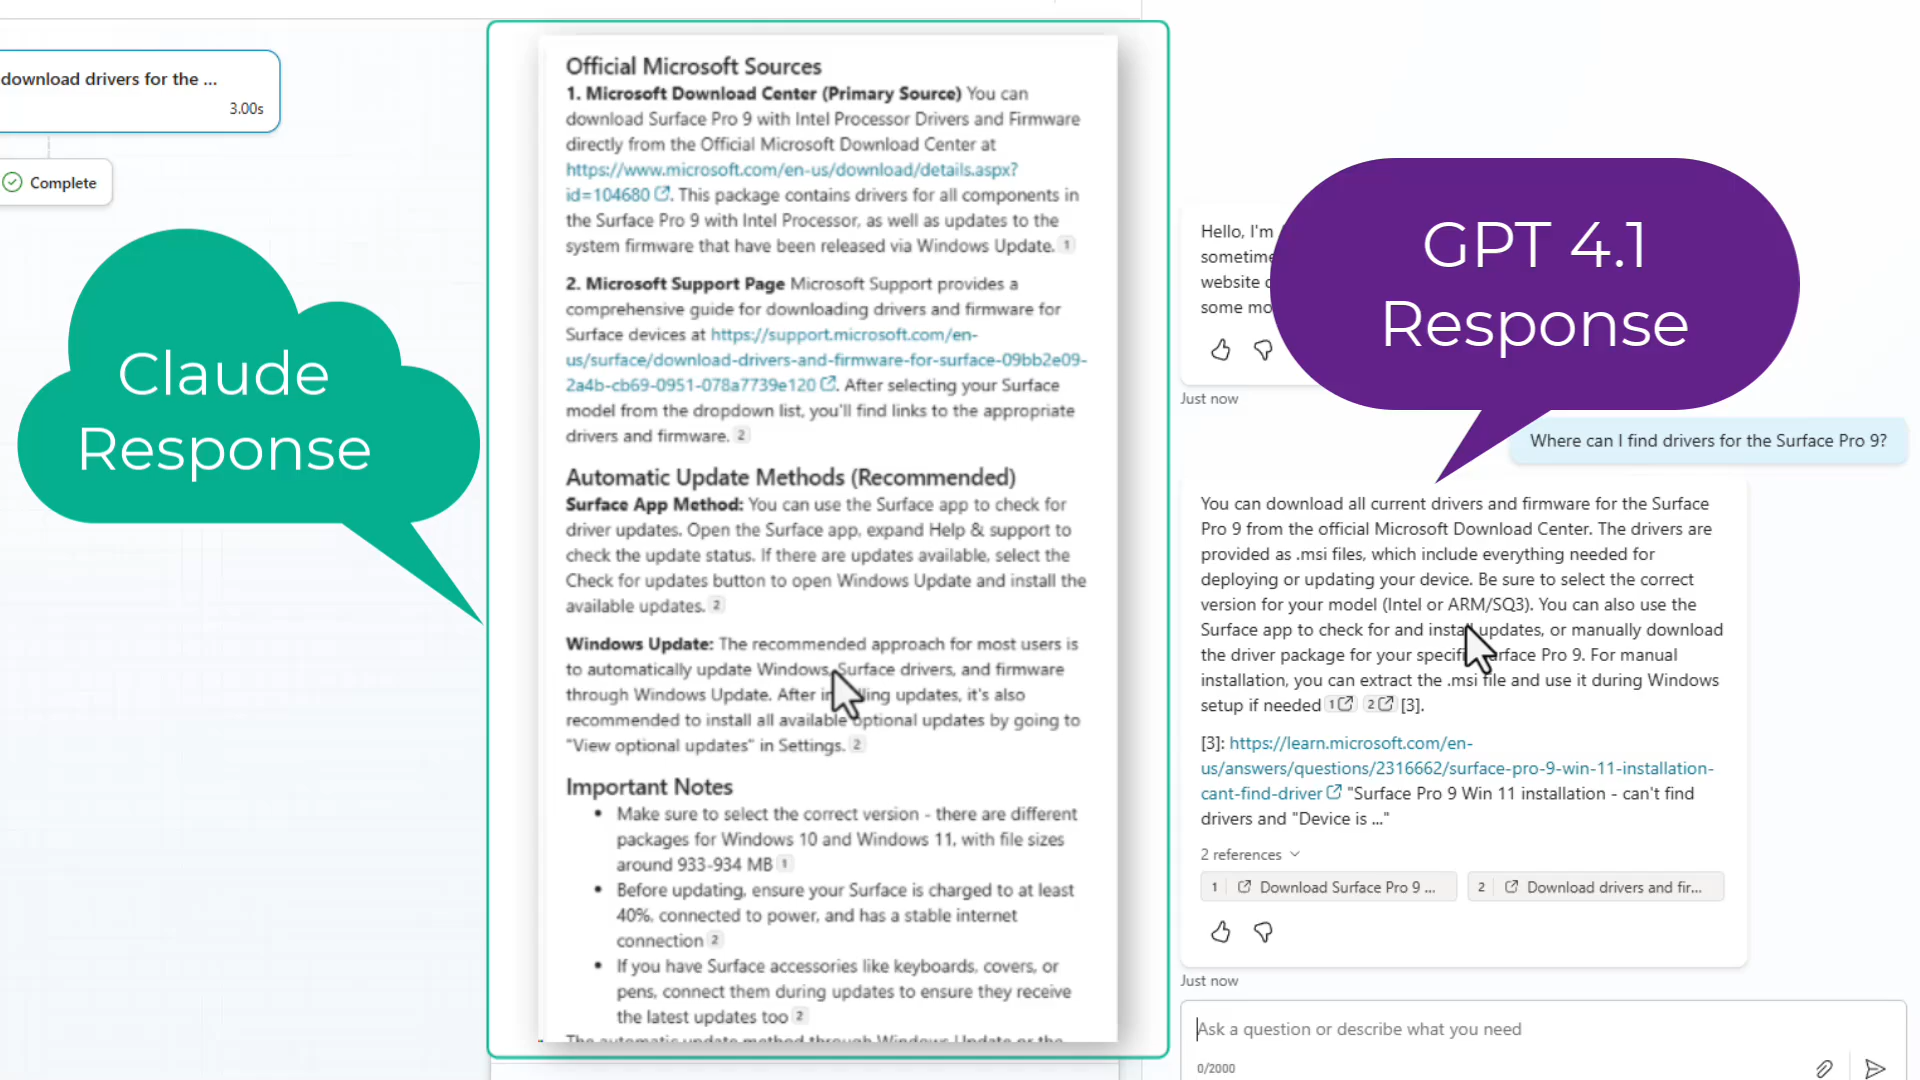 download drivers for the ...
3.00s
Complete
Claude
Response
Official Microsoft Sources
1. Microsoft Download Center (Primary Source) You can
download Surface Pro 9 with Intel Processor Drivers and Firmware
directly from the Official Microsoft Download Center at
https://www.microsoft.com/en-us/download/details.aspx?
id=104680. This package contains drivers for all components in
the Surface Pro 9 with Intel Processor, as well as updates to the
system firmware that have been released via Windows Update. 1
2. Microsoft Support Page Microsoft Support provides a
comprehensive guide for downloading drivers and firmware for
Surface devices at https://support.microsoft.com/en-
us/surface/download-drivers-and-firmware-for-surface-09bb2e09-
2a4b-cb69-0951-078a7739e120. After selecting your Surface
model from the dropdown list, you'll find links to the appropriate
drivers and firmware. 2
Automatic Update Methods (Recommended)
Surface App Method: You can use the Surface app to check for
driver updates. Open the Surface app, expand Help & support to
check the update status. If there are updates available, select the
Check for updates button to open Windows Update and install the
available updates. 2
Windows Update: The recommended approach for most users is
to automatically update Windows, Surface drivers, and firmware
through Windows Update. After in lling updates, it's also
recommended to install all available optional updates by going to
"View optional updates" in Settings. 2
Important Notes
• Make sure to select the correct version - there are different
packages for Windows 10 and Windows 11, with file sizes
around 933-934 MB 1
• Before updating, ensure your Surface is charged to at least
40%, connected to power, and has a stable internet
connection 2
• If you have Surface accessories like keyboards, covers, or
pens, connect them during updates to ensure they receive
the latest updates too 2
The automatic update method through Windows Update or the
GPT 4.1
Response
Hello, I'm
sometime
website
some mo
Just now
Where can I find drivers for the Surface Pro 9?
You can download all current drivers and firmware for the Surface
Pro 9 from the official Microsoft Download Center. The drivers are
provided as .msi files, which include everything needed for
deploying or updating your device. Be sure to select the correct
version for your model (Intel or ARM/SQ3). You can also use the
Surface app to check for and install updates, or manually download
the driver package for your specifi rface Pro 9. For manual
installation, you can extract the .msi file and use it during Windows
setup if needed 1 2 [3].
[3]: https://learn.microsoft.com/en-
us/answers/questions/2316662/surface-pro-9-win-11-installation-
cant-find-driver "Surface Pro 9 Win 11 installation - can't find
drivers and "Device is ..."
2 references
1 Download Surface Pro 9 ...
2 Download drivers and fir...
Just now
Ask a question or describe what you need
0/2000